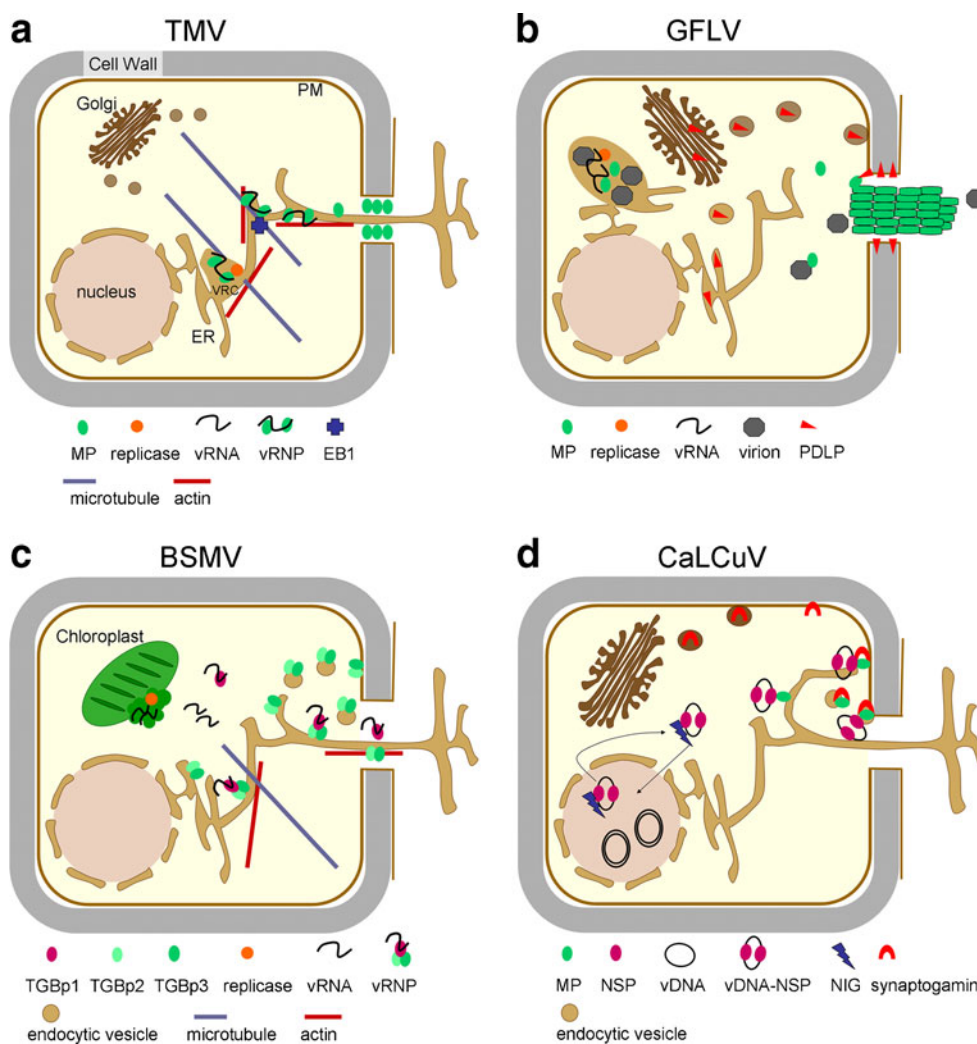 a
TMV
Cell Wall
PM
Golgi
nucleus
VRC
ER
MP replicase vRNA vRNP EB1
microtubule actin
b
GFLV
MP replicase vRNA virion PDLP
c
BSMV
Chloroplast
TGBp1 TGBp2 TGBp3 replicase vRNA vRNP
endocytic vesicle microtubule actin
d
CaLCuV
MP NSP vDNA vDNA-NSP NIG synaptogamin
endocytic vesicle